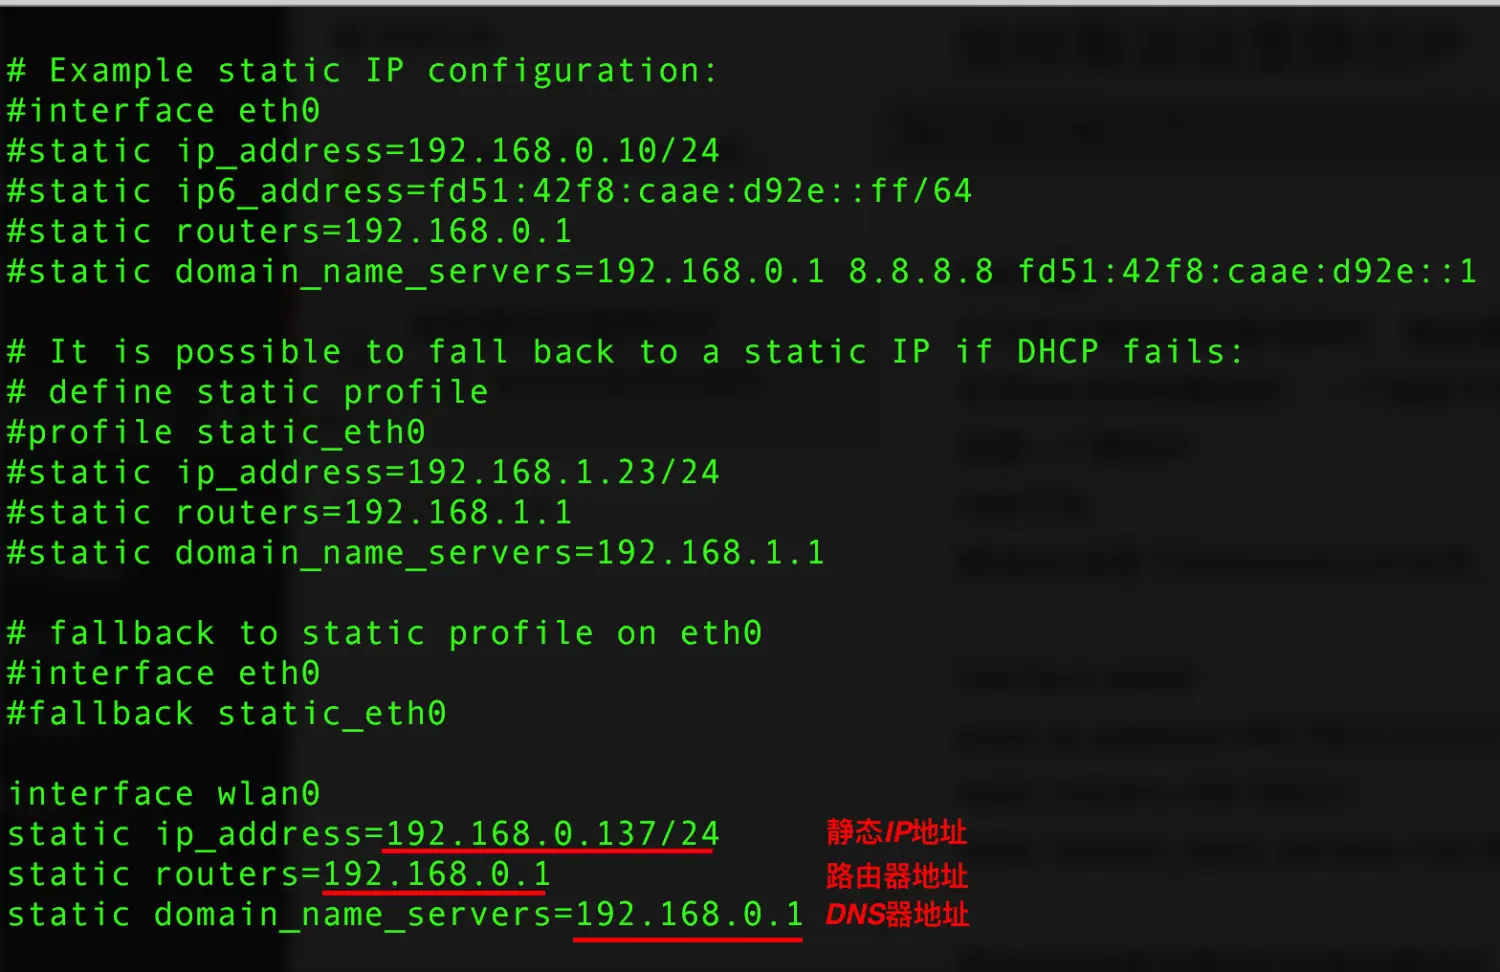 # Example static IP configuration:
#interface eth0
#static ip_address=192.168.0.10/24
#static ip6_address=fd51:42f8:caae:d92e::ff/64
#static routers=192.168.0.1
#static domain_name_servers=192.168.0.1 8.8.8.8 fd51:42f8:caae:d92e::1
# It is possible to fall back to a static IP if DHCP fails:
# define static profile
#profile static_eth0
#static ip_address=192.168.1.23/24
#static routers=192.168.1.1
#static domain_name_servers=192.168.1.1
# fallback to static profile on eth0
#interface eth0
#fallback static_eth0
interface wlan0
static ip_address=192.168.0.137/24 静态IP地址
static routers=192.168.0.1 路由器地址
static domain_name_servers=192.168.0.1 DNS器地址